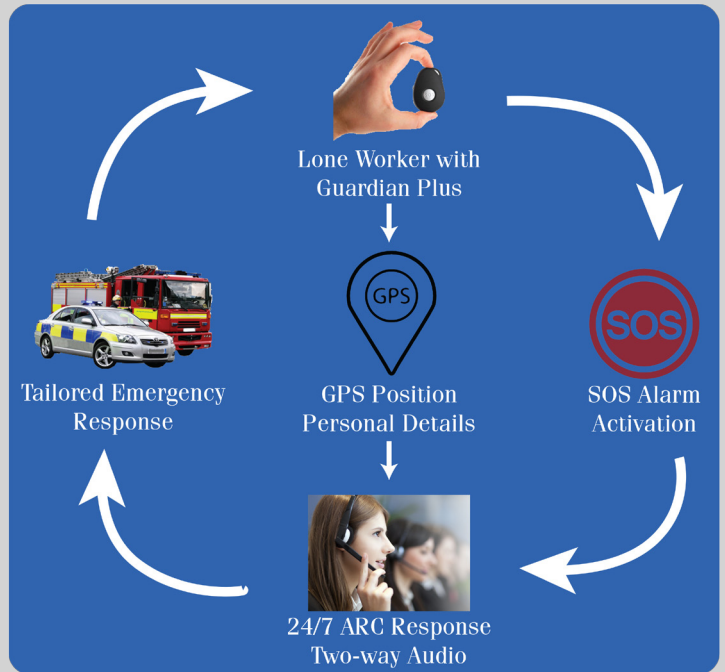 Lone Worker with
Guardian Plus
GPS
GPS Position
Personal Details
SOS
SOS Alarm
Activation
Tailored Emergency
Response
24/7 ARC Response
Two-way Audio